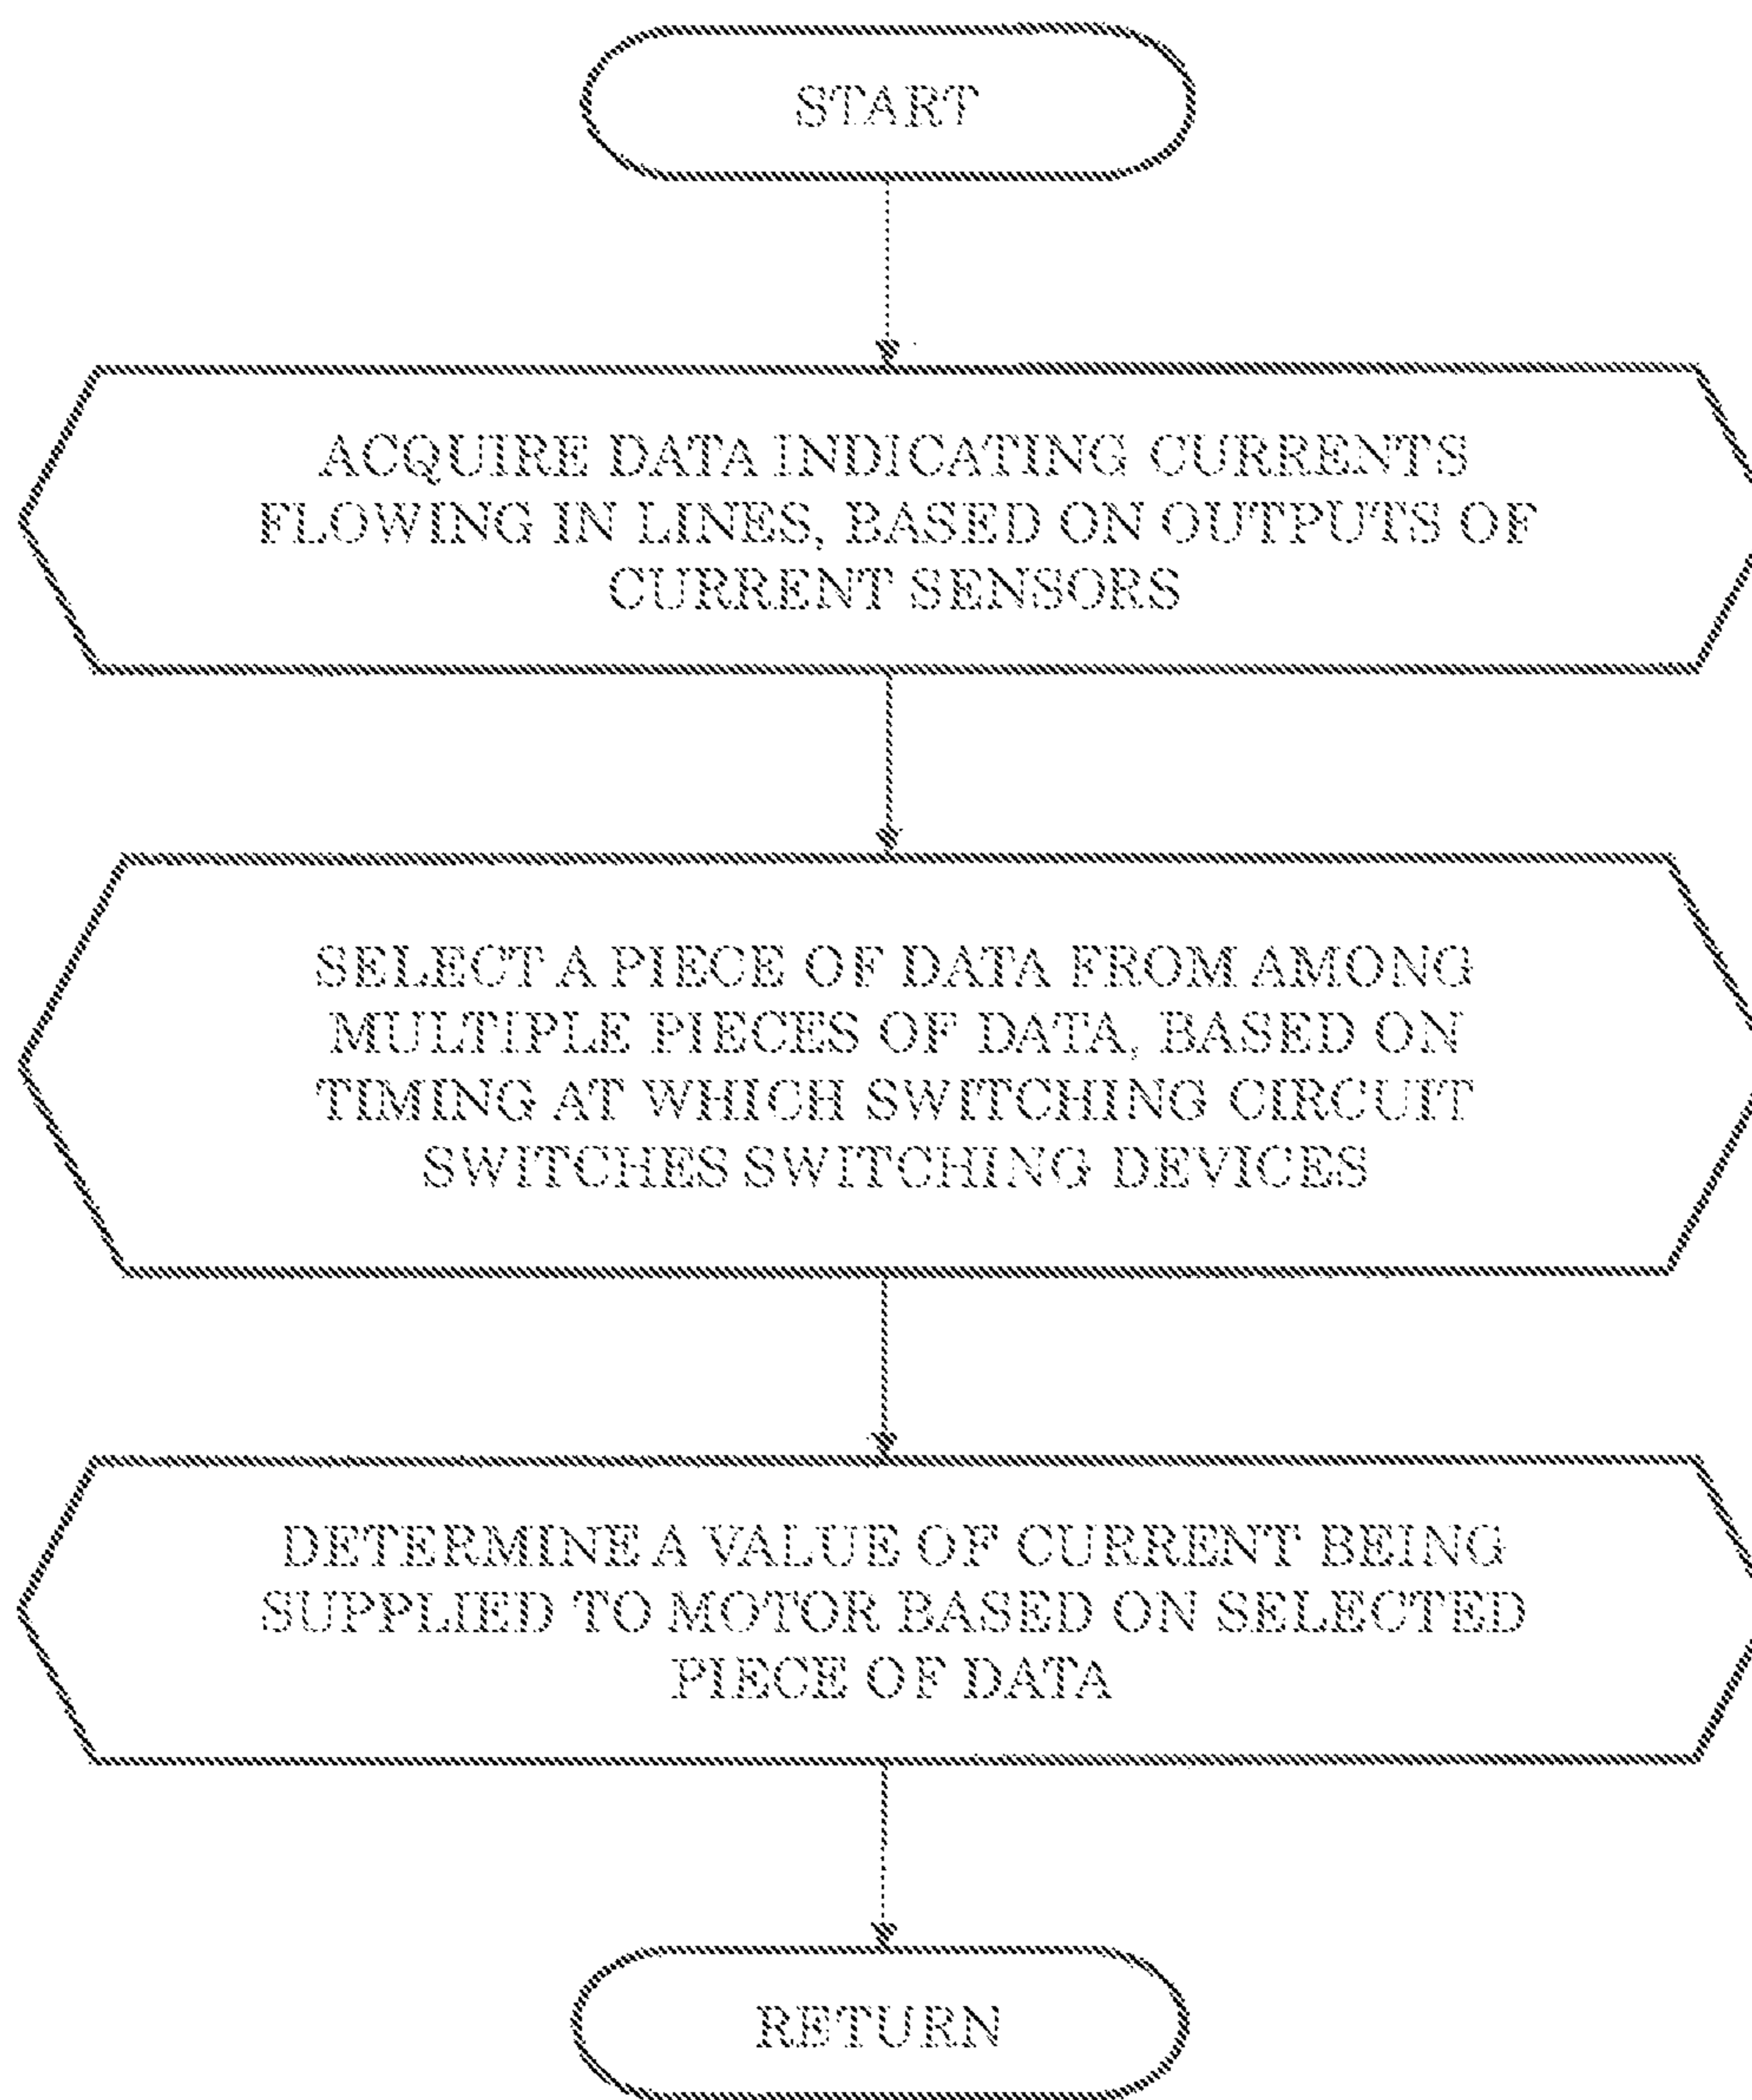 START
ACQUIRE DATA INDICATING CURRENTS
FLOWING IN LINES, BASED ON OUTPUTS OF
CURRENT SENSORS
SELECT A PIECE OF DATA FROM AMONG
MULTIPLE PIECES OF DATA, BASED ON
TIMING AT WHICH SWITCHING CIRCUIT
SWITCHES SWITCHING DEVICES
DETERMINE A VALUE OF CURRENT BEING
SUPPLIED TO MOTOR BASED ON SELECTED
PIECE OF DATA
RETURN